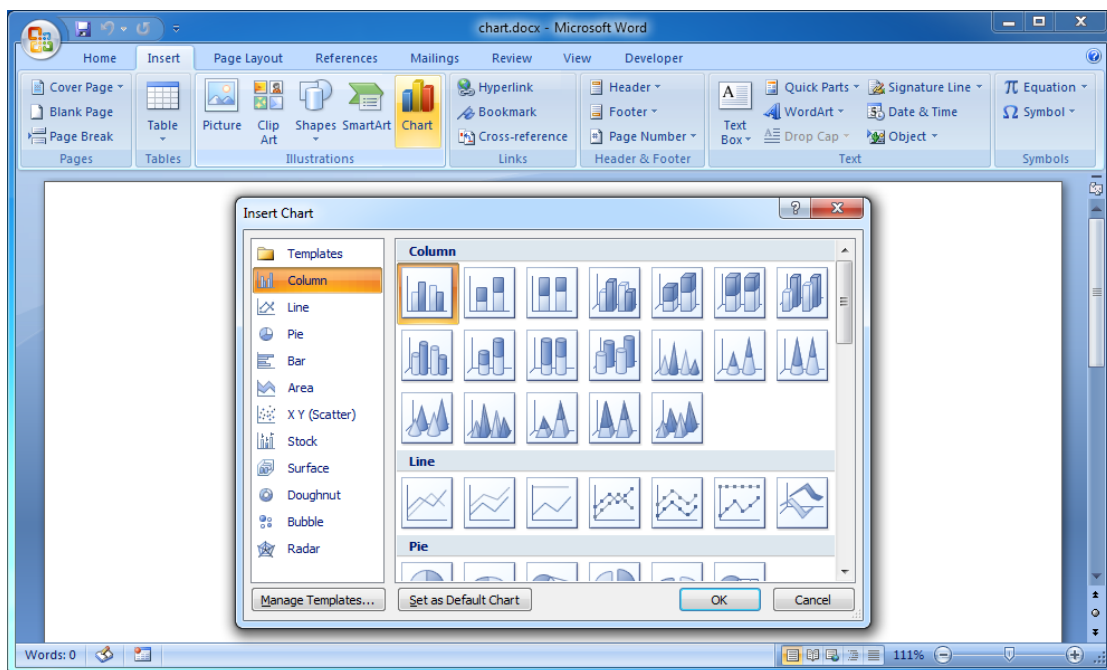 chart.docx - Microsoft Word
Home Insert Page Layout References Mailings Review View Developer
Cover Page
Blank Page
Page Break
Pages
Table
Tables
Picture
Clip Art
Shapes
SmartArt
Chart
Illustrations
Hyperlink
Bookmark
Cross-reference
Links
Header
Footer
Page Number
Header & Footer
Text Box
Quick Parts
WordArt
Drop Cap
Signature Line
Date & Time
Object
Text
π Equation
Ω Symbol
Symbols
Insert Chart
Templates
Column
Line
Pie
Bar
Area
X Y (Scatter)
Stock
Surface
Doughnut
Bubble
Radar
Column
Line
Pie
Manage Templates...
Set as Default Chart
OK
Cancel
Words: 0
111%